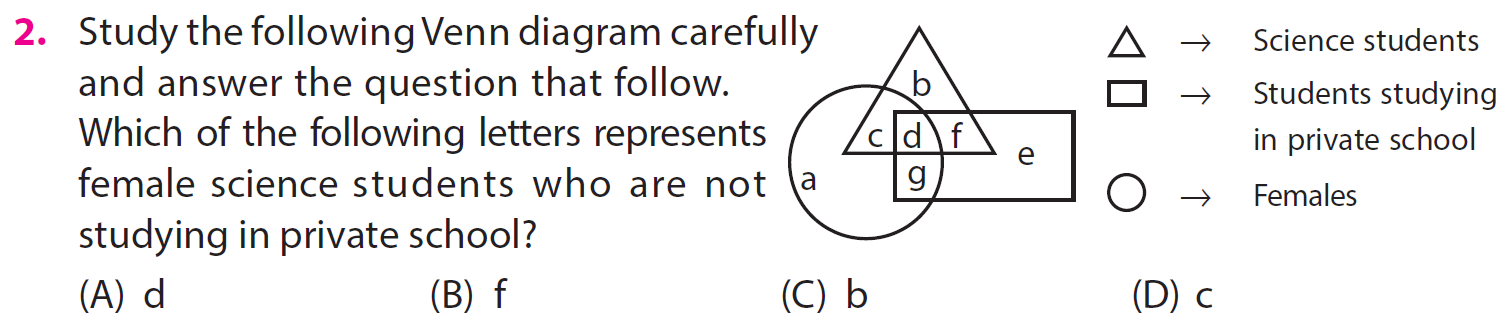 2. Study the following Venn diagram carefully
and answer the question that follow.
Which of the following letters represents
female science students who are not
studying in private school?
b
c d f
e
a g
△ → Science students
▭ → Students studying
in private school
○ → Females
(A) d (B) f (C) b (D) c